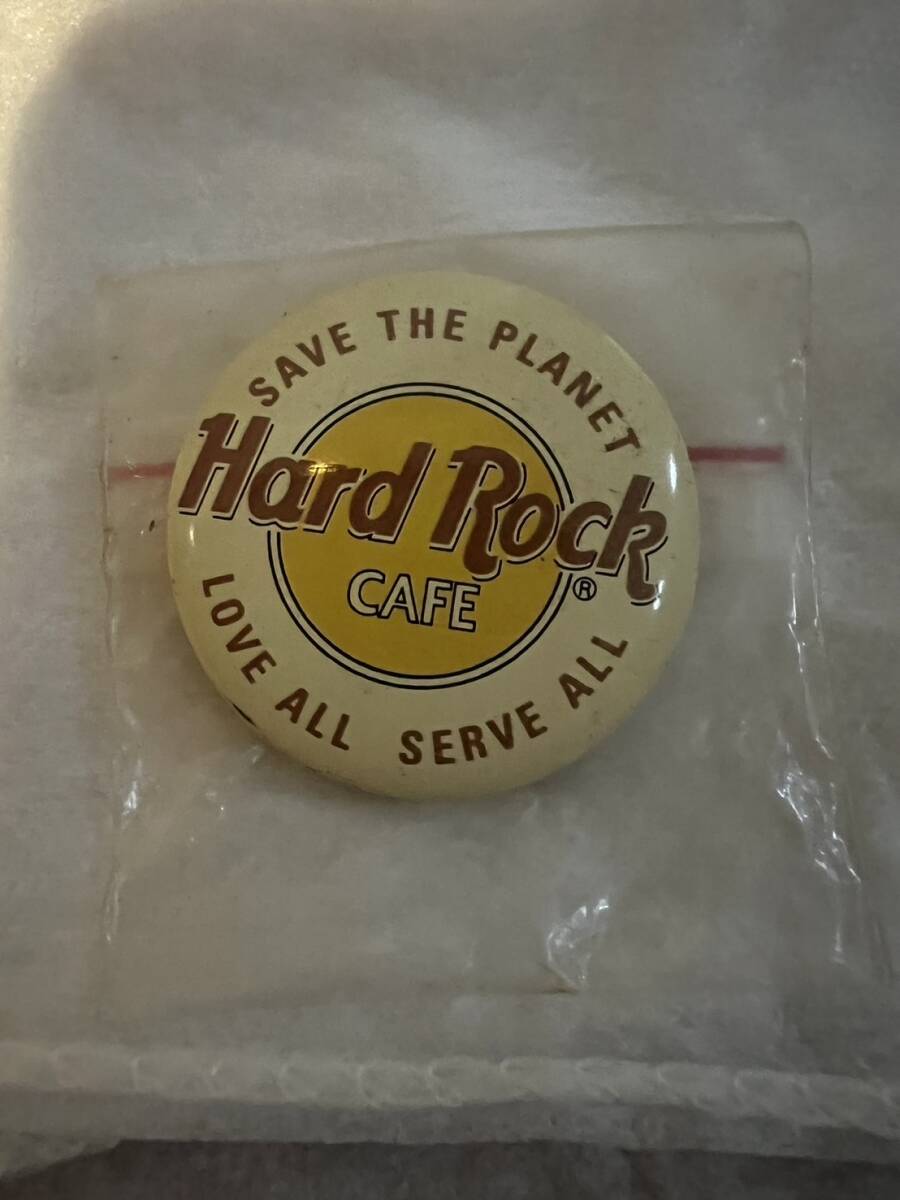 SAVE THE PLANET
Hard Rock
CAFE
®
LOVE ALL SERVE ALL